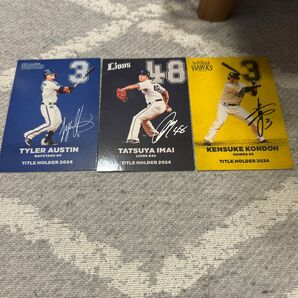 3
TYLER AUSTIN
BAYSTARS #3
TITLE HOLDER 2024
Lions
48
TATSUYA IMAI
LIONS #48
TITLE HOLDER 2024
HAWKS
3
KENSUKE KONDOH
HAWKS #3
TITLE HOLDER 2024